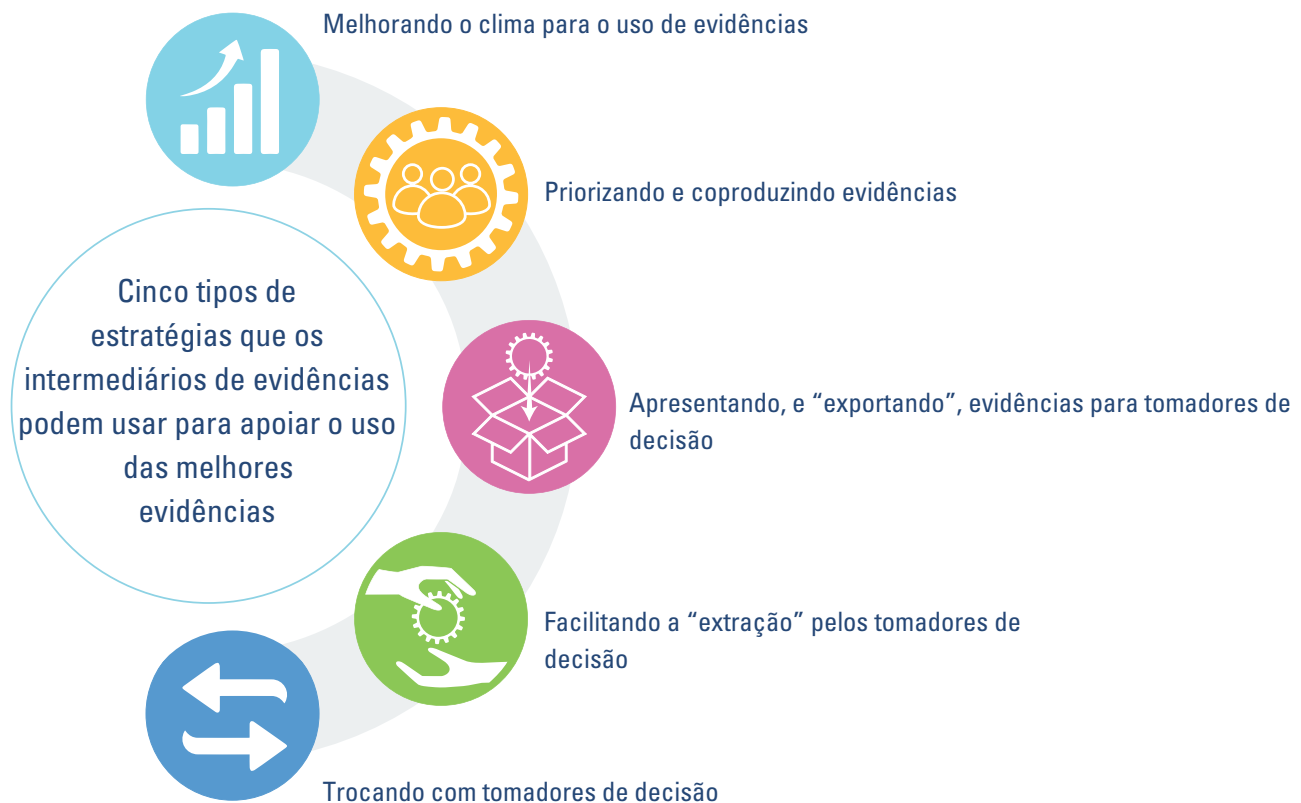 Melhorando o clima para o uso de evidências
Priorizando e coproduzindo evidências
Cinco tipos de
estratégias que os
intermediários de evidências
podem usar para apoiar o uso
das melhores
evidências
Apresentando, e “exportando”, evidências para tomadores de
decisão
Facilitando a “extração” pelos tomadores de
decisão
Trocando com tomadores de decisão